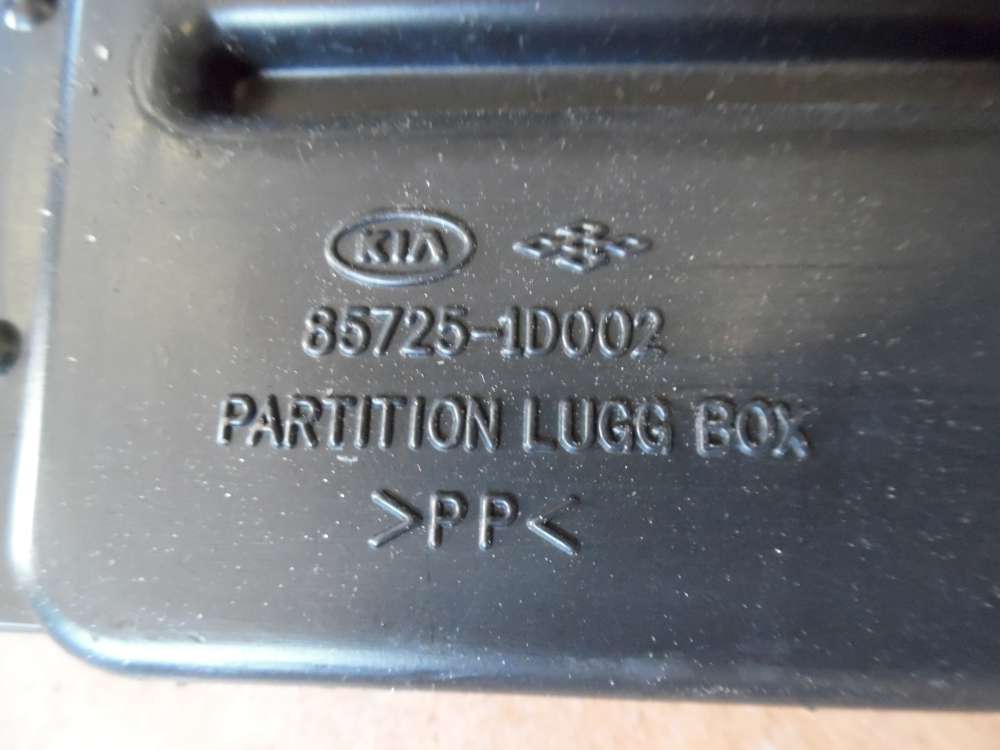 KIA
85725-1D002
PARTITION LUGG BOX
>PP<